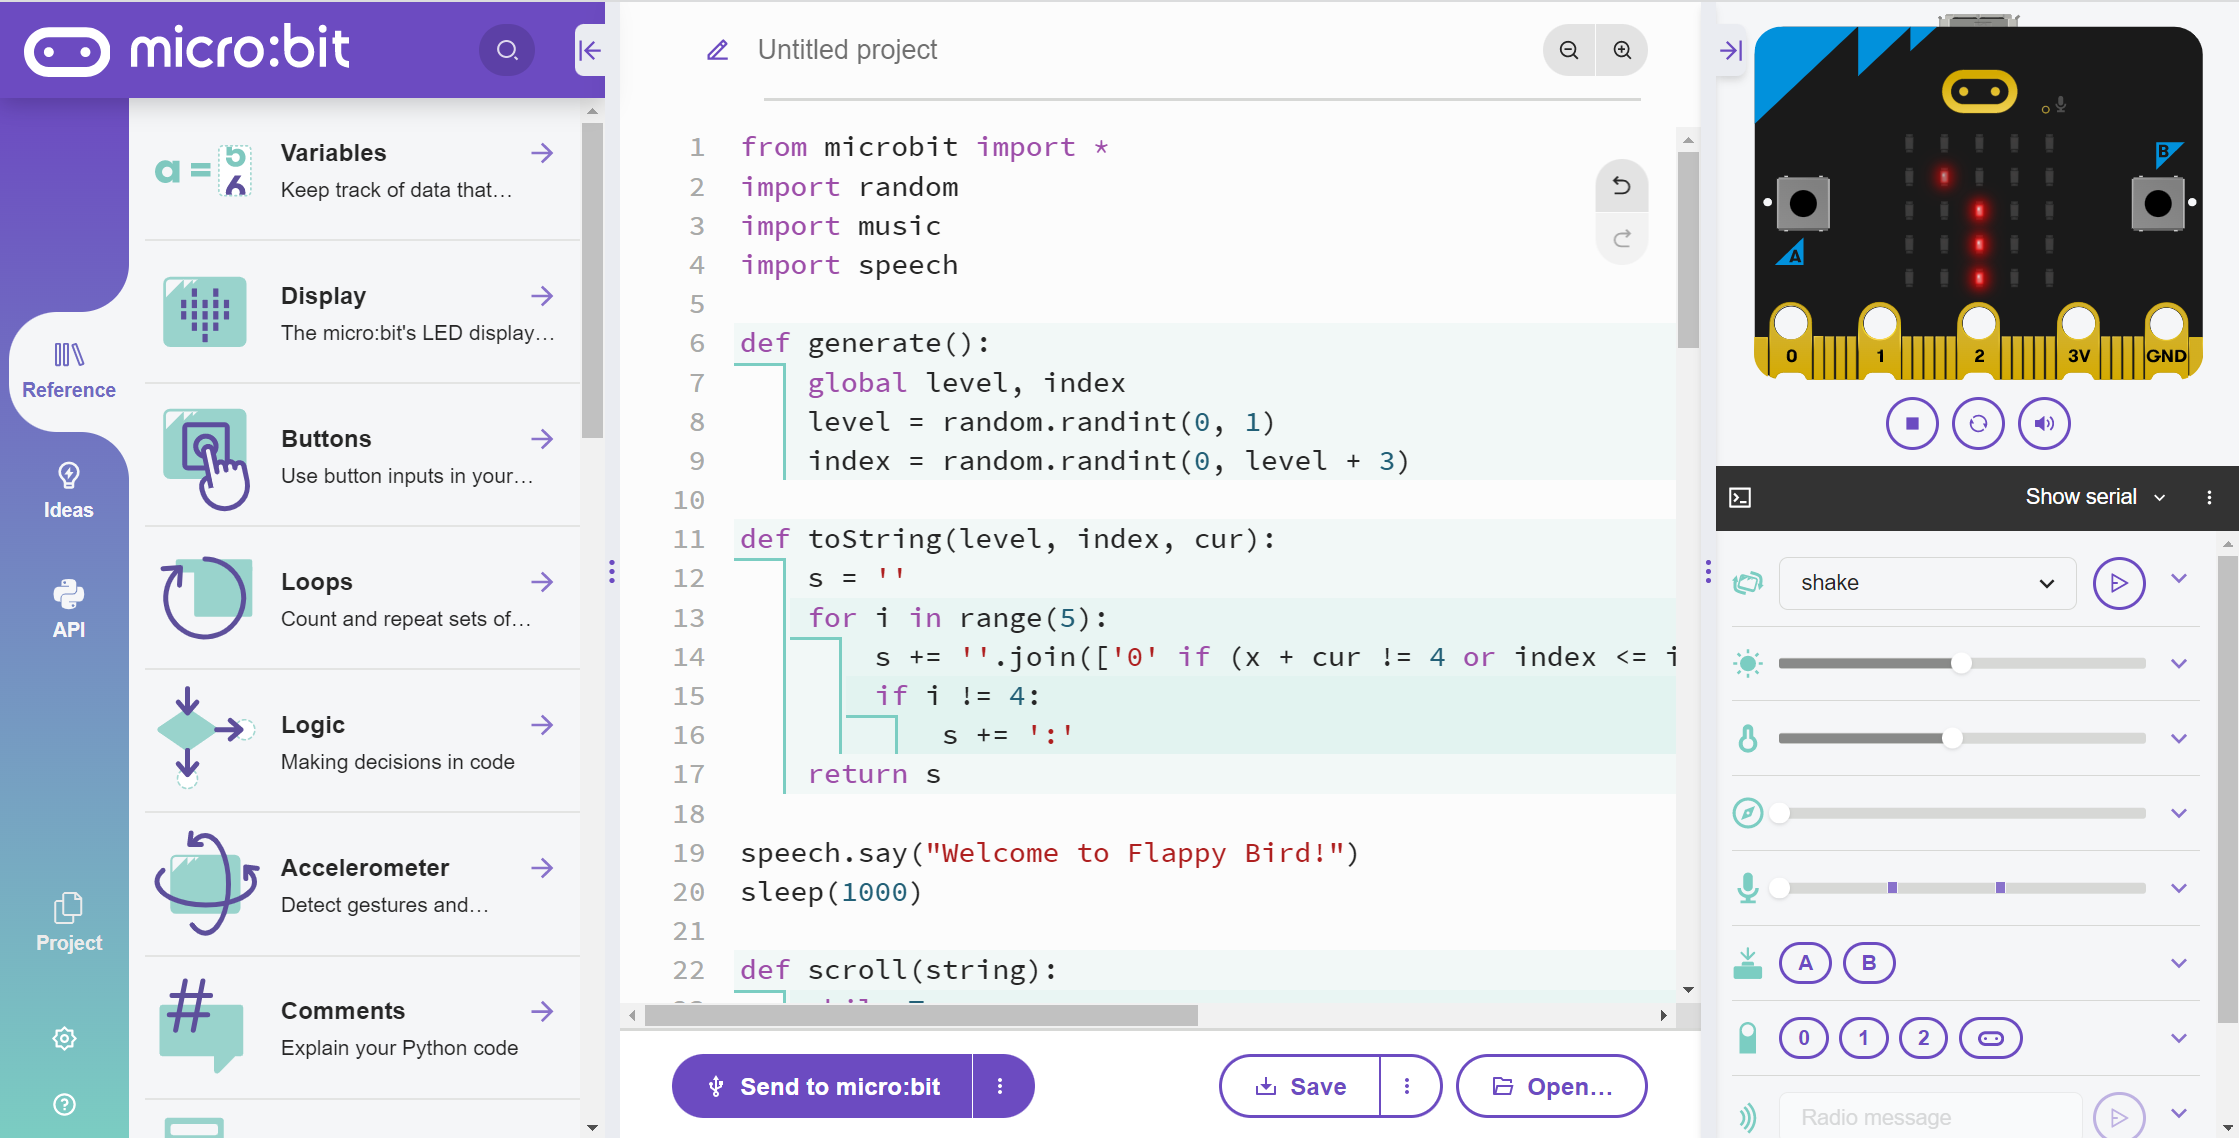 micro:bit
Reference
Ideas
API
Project
a = 5
6
Variables
Keep track of data that…
Display
The micro:bit's LED display…
Buttons
Use button inputs in your…
Loops
Count and repeat sets of…
Logic
Making decisions in code
Accelerometer
Detect gestures and…
#
Comments
Explain your Python code
Untitled project
1 from microbit import *
2 import random
3 import music
4 import speech
5
6 def generate():
7 global level, index
8 level = random.randint(0, 1)
9 index = random.randint(0, level + 3)
10
11 def toString(level, index, cur):
12 s = ''
13 for i in range(5):
14 s += ''.join(['0' if (x + cur != 4 or index <= i
15 if i != 4:
16 s += ':'
17 return s
18
19 speech.say("Welcome to Flappy Bird!")
20 sleep(1000)
21
22 def scroll(string):
Send to micro:bit
Save
Open…
B
A
0 1 2 3V GND
Show serial
shake
A B
0 1 2
Radio message